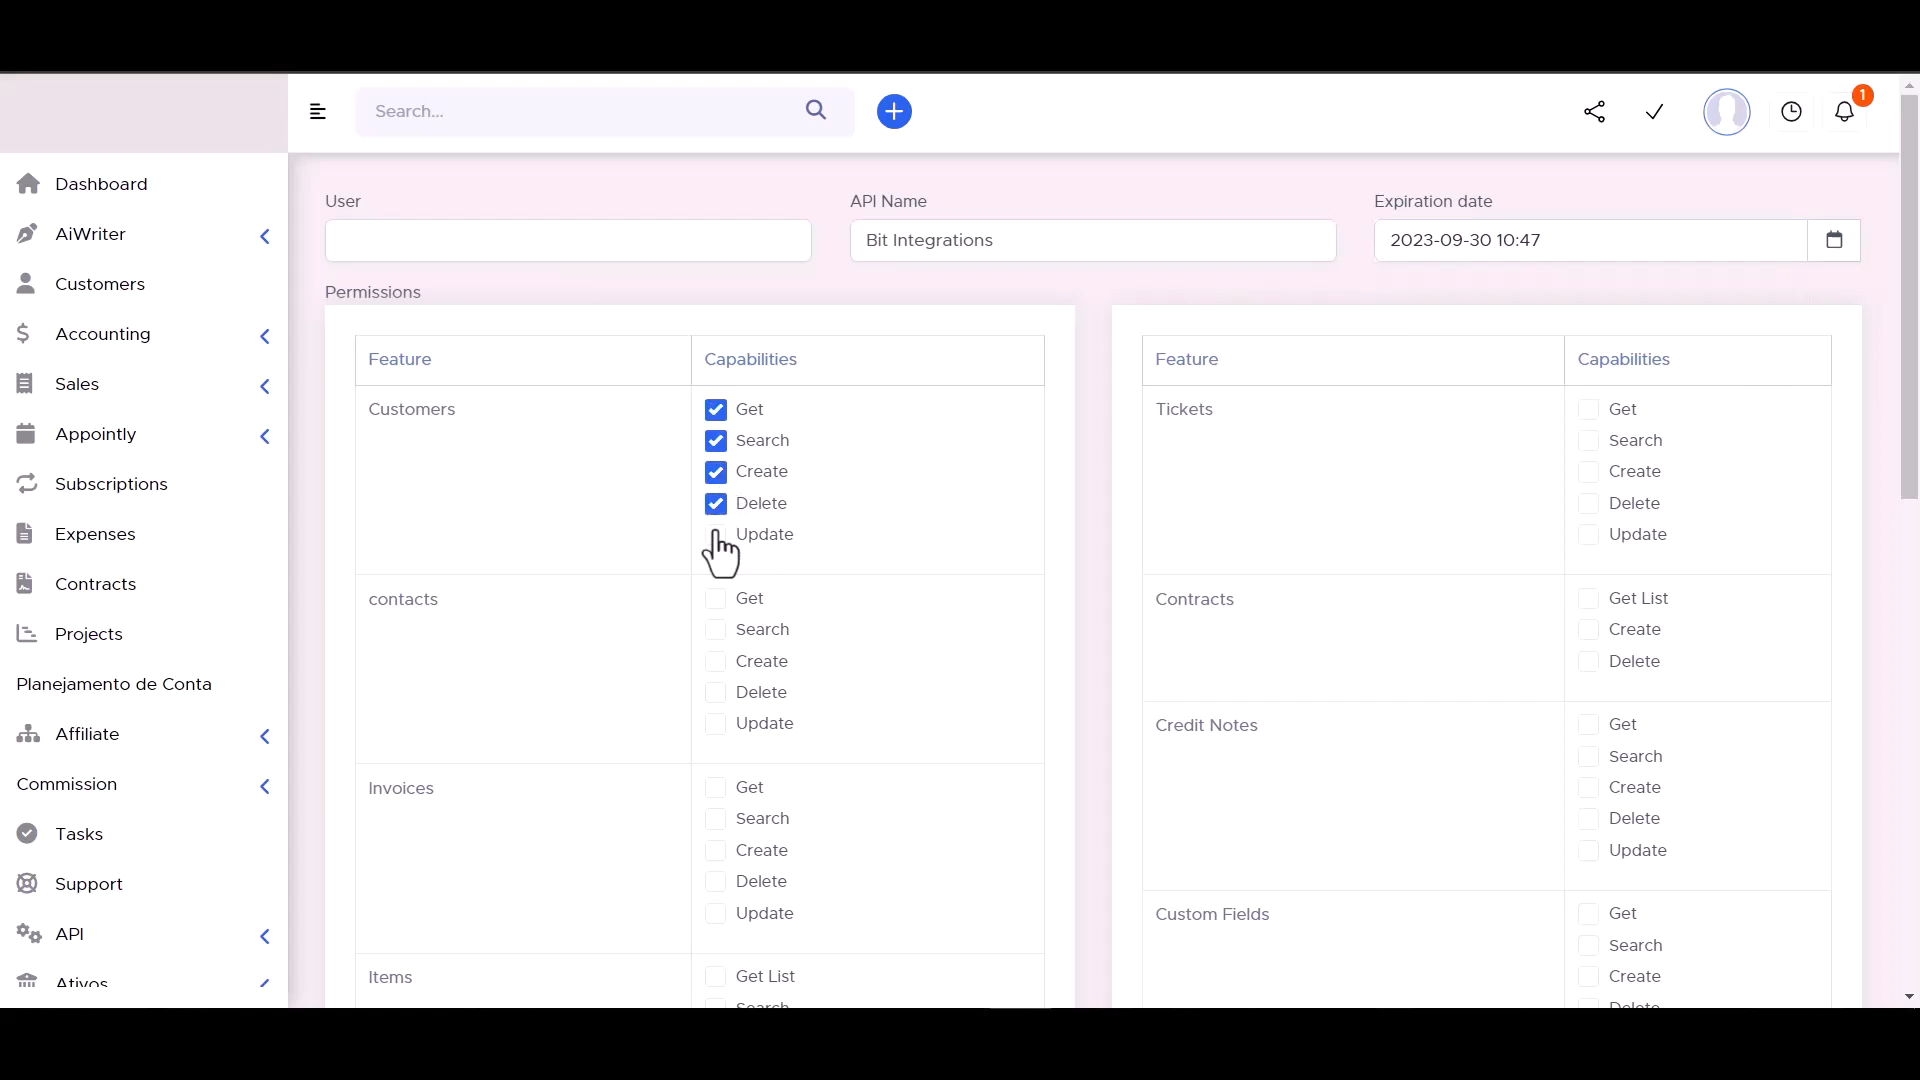 Search...
1
Dashboard
AiWriter
Customers
Accounting
Sales
Appointly
Subscriptions
Expenses
Contracts
Projects
Planejamento de Conta
Affiliate
Commission
Tasks
Support
API
Ativos
User
API Name
Bit Integrations
Expiration date
2023-09-30 10:47
Permissions
Feature
Capabilities
Customers
Get
Search
Create
Delete
Update
contacts
Get
Search
Create
Delete
Update
Invoices
Get
Search
Create
Delete
Update
Items
Get List
Search
Feature
Capabilities
Tickets
Get
Search
Create
Delete
Update
Contracts
Get List
Create
Delete
Credit Notes
Get
Search
Create
Delete
Update
Custom Fields
Get
Search
Create
Delete